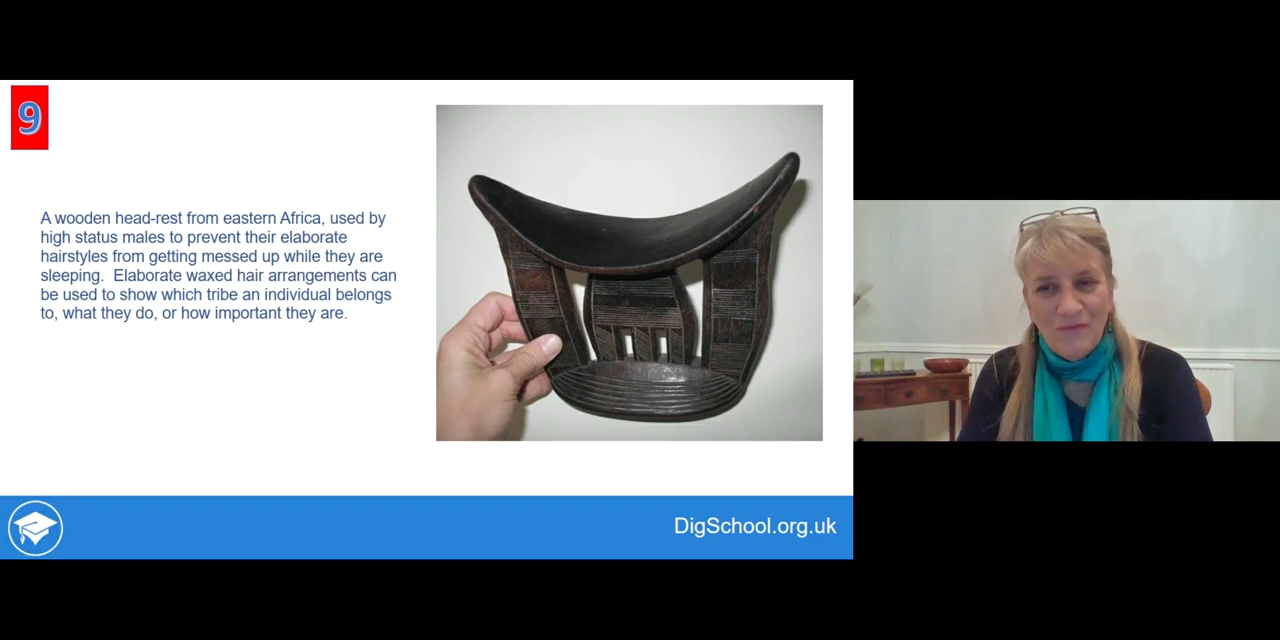 9
A wooden head-rest from eastern Africa, used by
high status males to prevent their elaborate
hairstyles from getting messed up while they are
sleeping.  Elaborate waxed hair arrangements can
be used to show which tribe an individual belongs
to, what they do, or how important they are.
DigSchool.org.uk